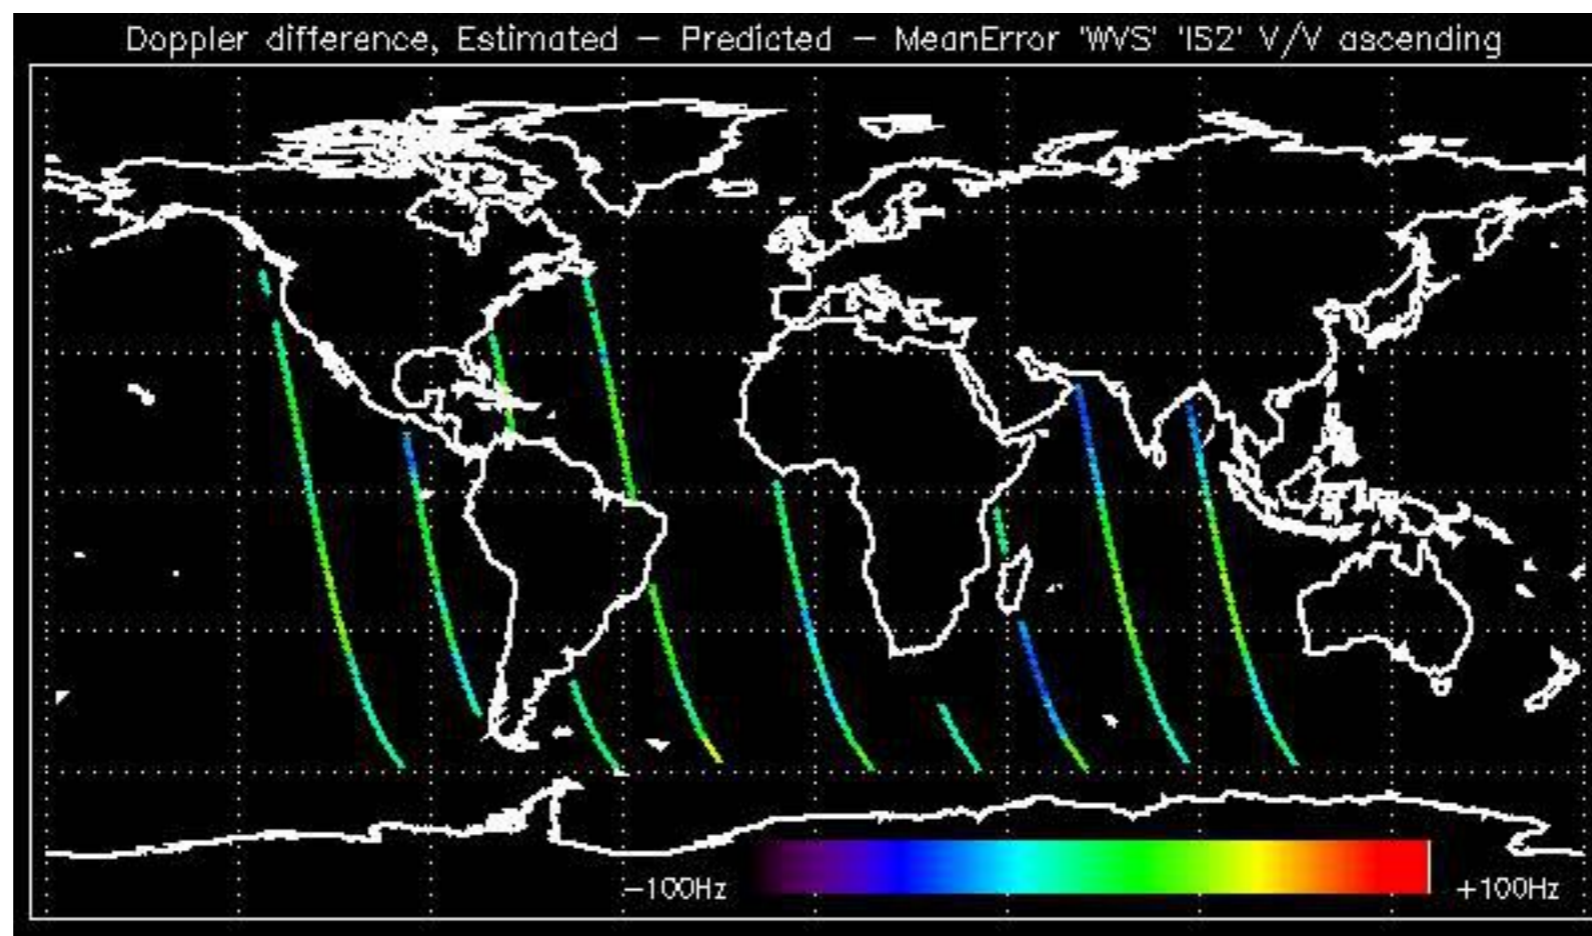 Doppler difference, Estimated – Predicted – MeanError 'WVS' 'IS2' V/V ascending
–100Hz +100Hz